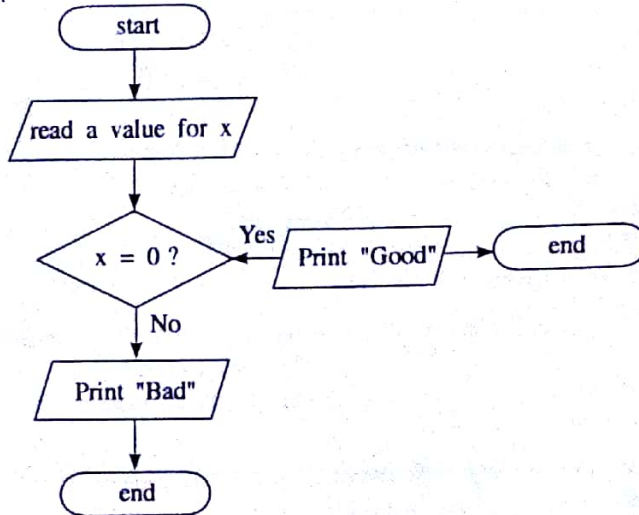 start
read a value for x
x = 0 ?
Yes
Print "Good"
end
No
Print "Bad"
end